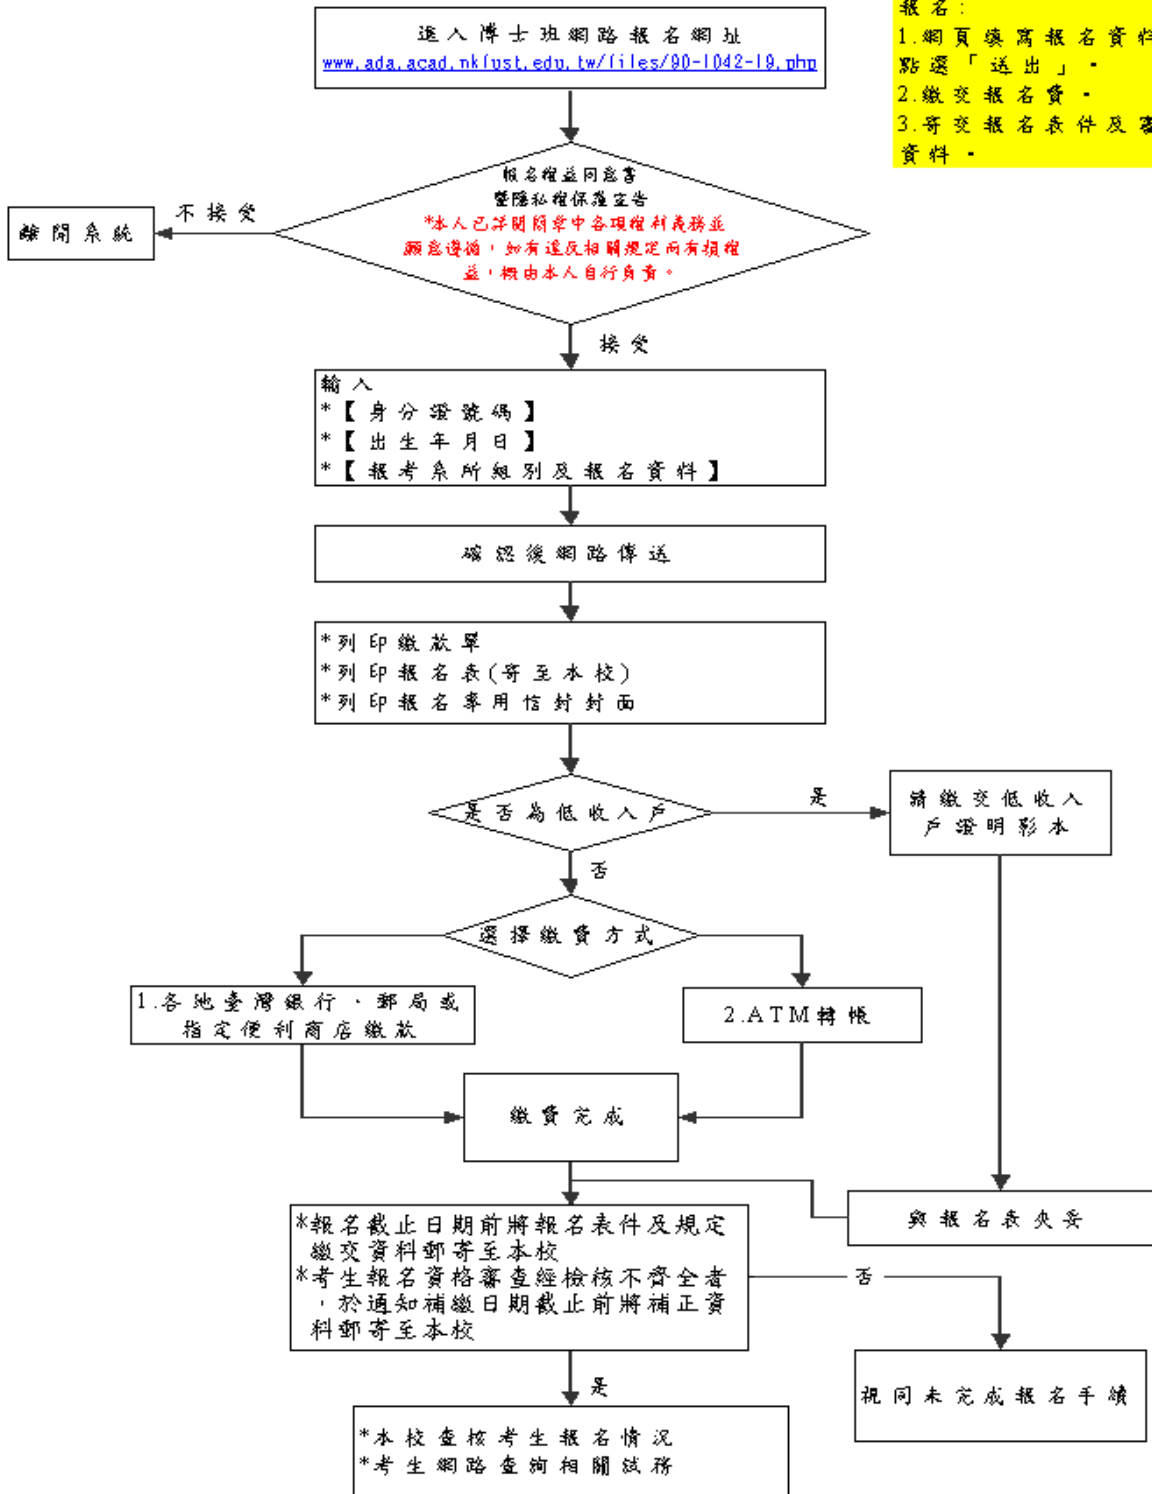 進入博士班網路報名網址
www.ada.acad.nkfust.edu.tw/files/90-1042-19.php
報名：
1.網頁填寫報名資料
點選「送出」。
2.繳交報名費。
3.寄交報名表件及審
資料。
報名權益同意書
暨隱私權保護宣告
*本人已詳閱簡章中各項權利義務並
願意遵循，如有違反相關規定而有損權
益，概由本人自行負責。
不接受
離開系統
接受
輸入
*【身分證號碼】
*【出生年月日】
*【報考系所組別及報名資料】
確認後網路傳送
*列印繳款單
*列印報名表(寄至本校)
*列印報名專用信封封面
是否為低收入戶
是
請繳交低收入
戶證明影本
否
選擇繳費方式
1.各地臺灣銀行、郵局或
指定便利商店繳款
2.ATM轉帳
繳費完成
與報名表夾妥
*報名截止日期前將報名表件及規定
繳交資料郵寄至本校
*考生報名資格審查經檢核不齊全者
，於通知補繳日期截止前將補正資
料郵寄至本校
否
視同未完成報名手續
是
*本校查核考生報名情況
*考生網路查詢相關試務